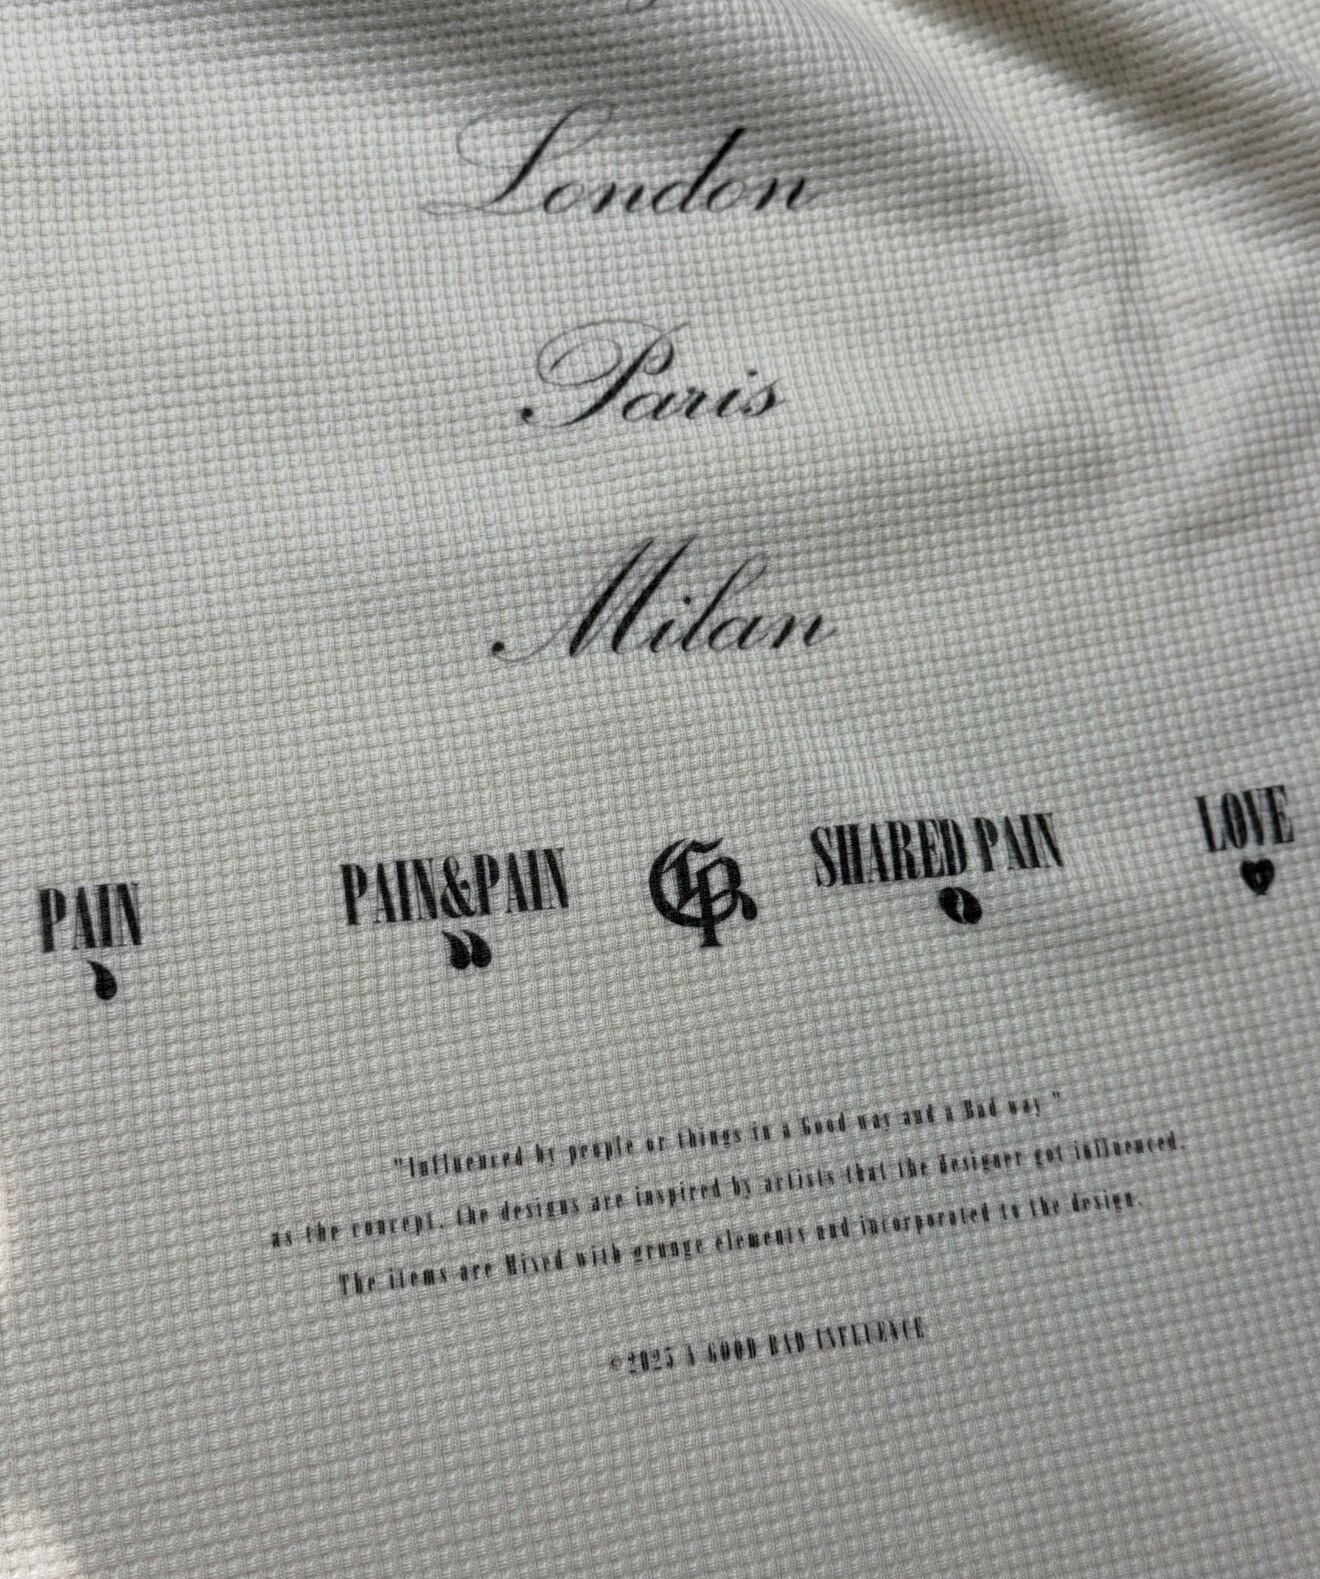 London
Paris
Milan
PAIN PAIN&PAIN SHARED PAIN LOVE
"Influenced by people or things in a Good way and a Bad way "
as the concept. the designs are inspired by artists that the designer got influenced.
The items are Mixed with grunge elements and incorporated to the design.
©2025 A GOOD BAD INFLUENCE